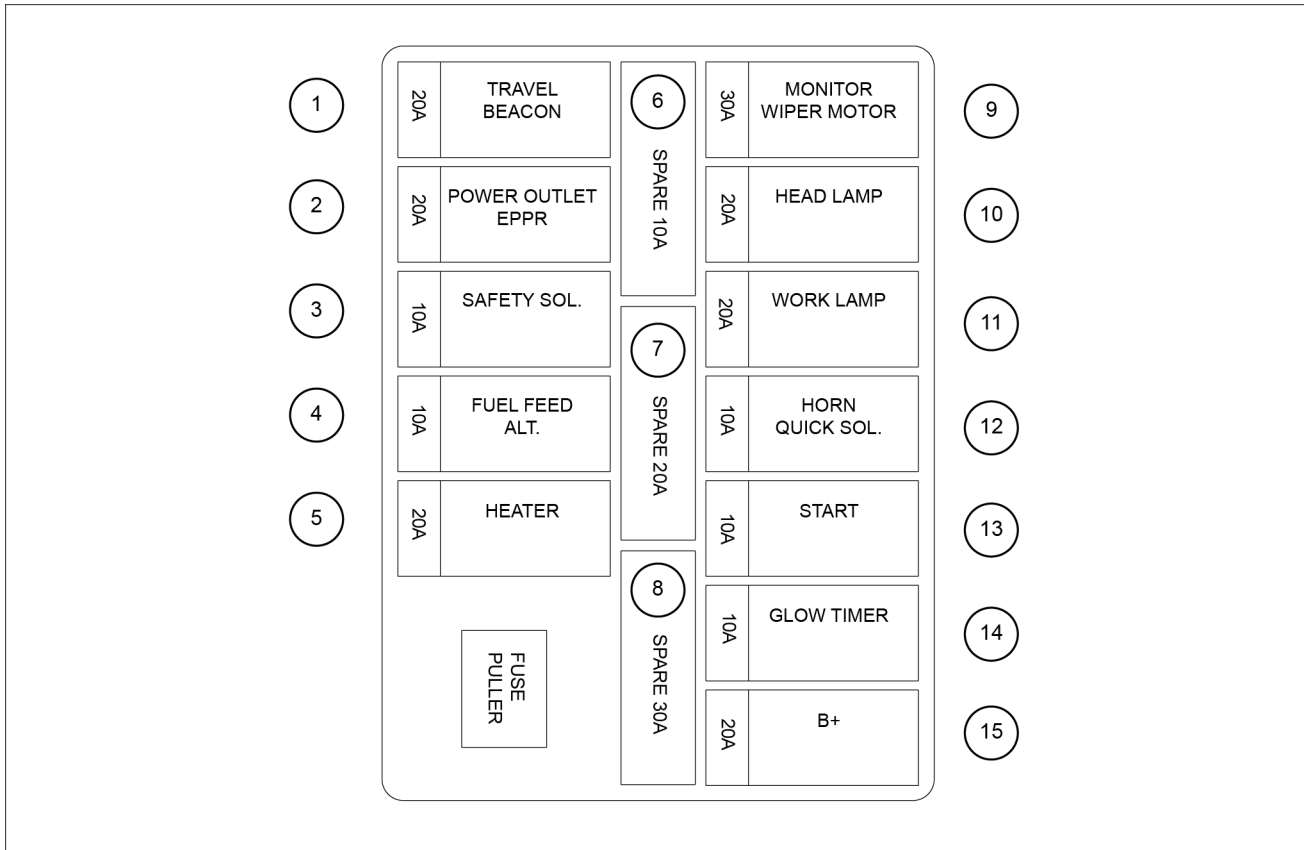 1
20A
TRAVEL
BEACON
2
20A
POWER OUTLET
EPPR
3
10A
SAFETY SOL.
4
10A
FUEL FEED
ALT.
5
20A
HEATER
FUSE
PULLER
6
SPARE 10A
7
SPARE 20A
8
SPARE 30A
30A
MONITOR
WIPER MOTOR
9
20A
HEAD LAMP
10
20A
WORK LAMP
11
10A
HORN
QUICK SOL.
12
10A
START
13
10A
GLOW TIMER
14
20A
B+
15